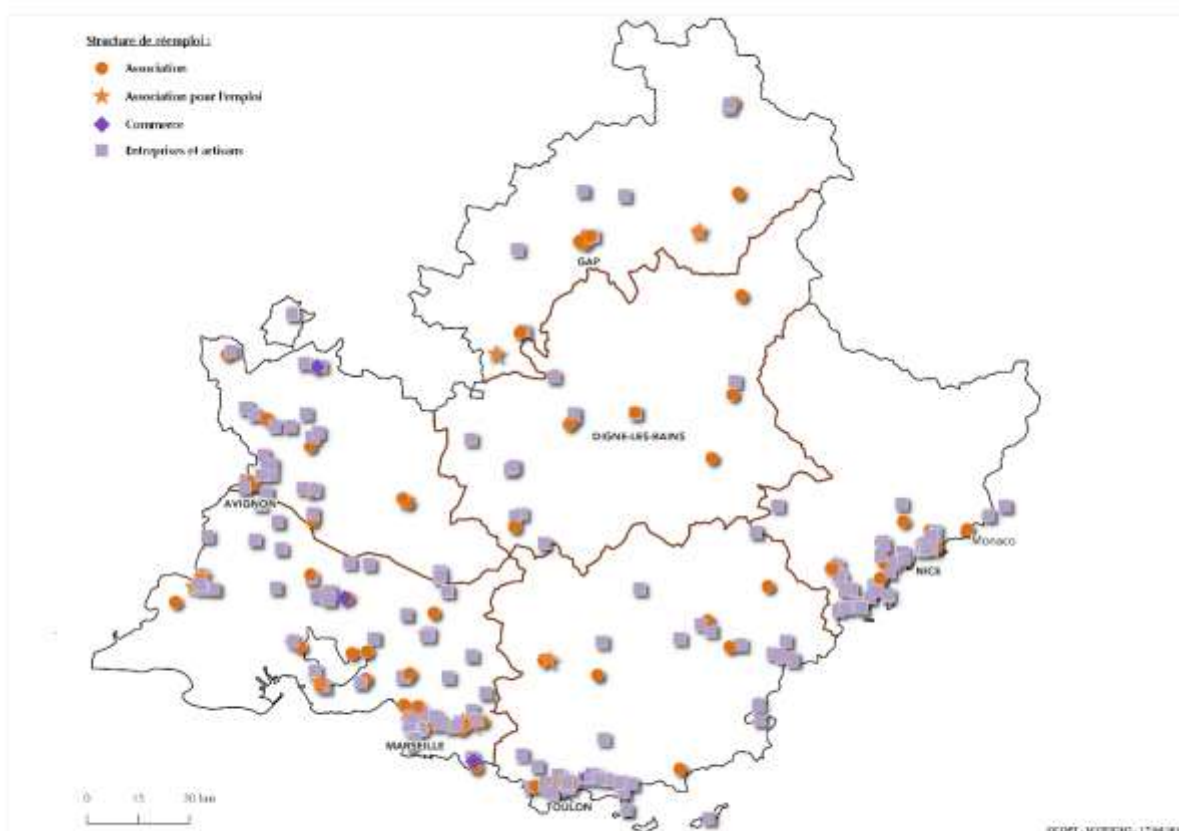 Structure de réemploi :
Association
Association pour l'emploi
Commerce
Entreprises et artisans
GAP
DIGNE-LES-BAINS
AVIGNON
Monaco
NICE
MARSEILLE
TOULON
0 15 30 km